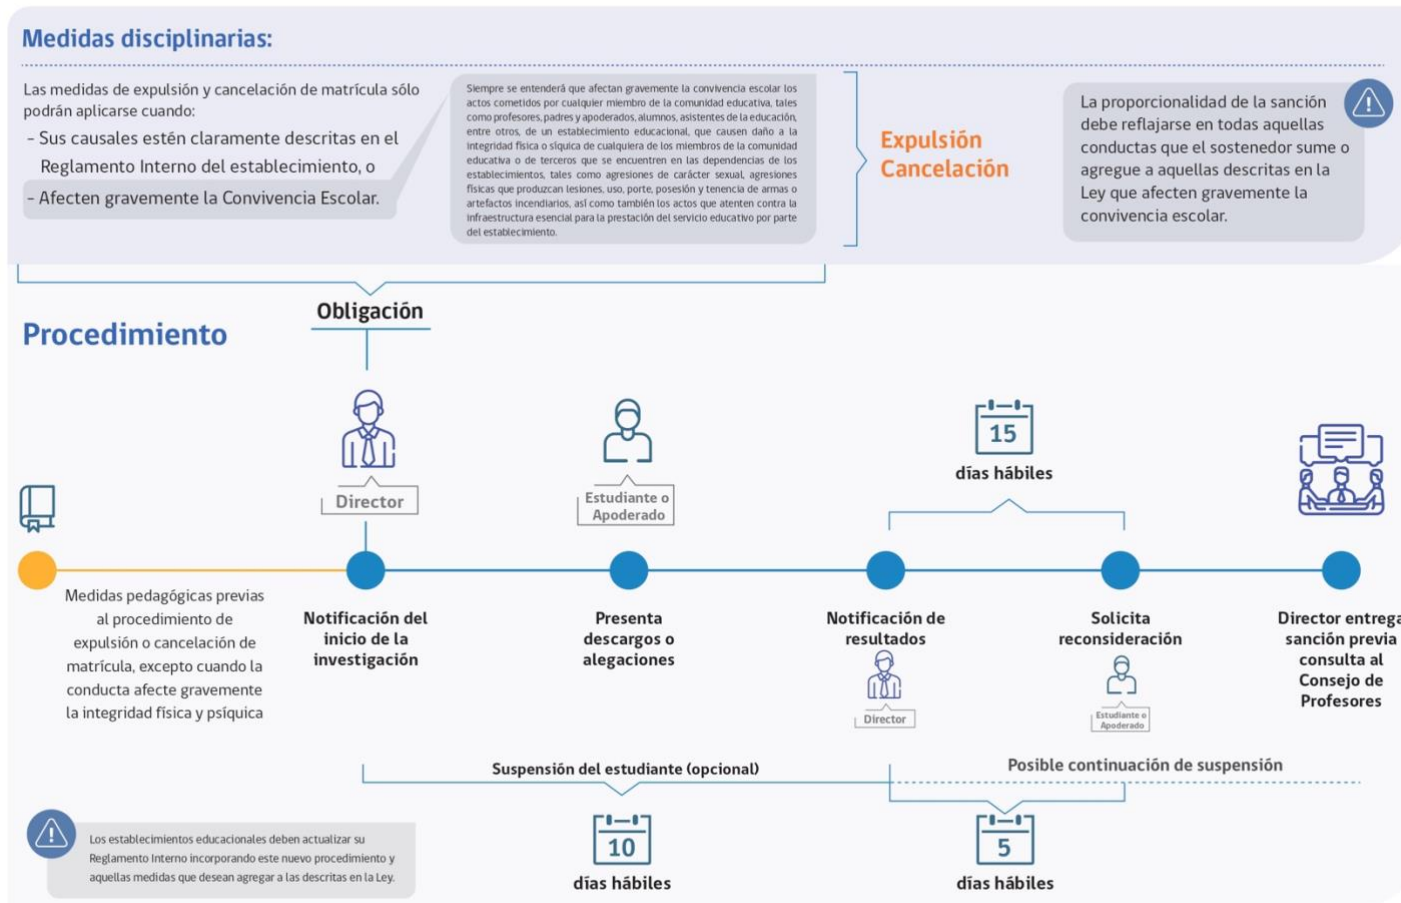 Medidas disciplinarias:
Las medidas de expulsión y cancelación de matrícula sólo
podrán aplicarse cuando:
- Sus causales estén claramente descritas en el
Reglamento Interno del establecimiento, o
- Afecten gravemente la Convivencia Escolar.
Siempre se entenderá que afectan gravemente la convivencia escolar los
actos cometidos por cualquier miembro de la comunidad educativa, tales
como profesores, padres y apoderados, alumnos, asistentes de la educación,
entre otros, de un establecimiento educacional, que causen daño a la
integridad física o síquica de cualquiera de los miembros de la comunidad
educativa o de terceros que se encuentren en las dependencias de los
establecimientos, tales como agresiones de carácter sexual, agresiones
físicas que produzcan lesiones, uso, porte, posesión y tenencia de armas o
artefactos incendiarios, así como también los actos que atenten contra la
infraestructura esencial para la prestación del servicio educativo por parte
del establecimiento.
Expulsión
Cancelación
La proporcionalidad de la sanción
debe reflajarse en todas aquellas
conductas que el sostenedor sume o
agregue a aquellas descritas en la
Ley que afecten gravemente la
convivencia escolar.
Procedimiento
Obligación
Director
Estudiante o
Apoderado
15
días hábiles
Medidas pedagógicas previas
al procedimiento de
expulsión o cancelación de
matrícula, excepto cuando la
conducta afecte gravemente
la integridad física y psíquica
Notificación del
inicio de la
investigación
Presenta
descargos o
alegaciones
Notificación de
resultados
Director
Solicita
reconsideración
Estudiante o
Apoderado
Director entrega
sanción previa
consulta al
Consejo de
Profesores
Suspensión del estudiante (opcional)
Posible continuación de suspensión
10
días hábiles
5
días hábiles
Los establecimientos educacionales deben actualizar su
Reglamento Interno incorporando este nuevo procedimiento y
aquellas medidas que desean agregar a las descritas en la Ley.